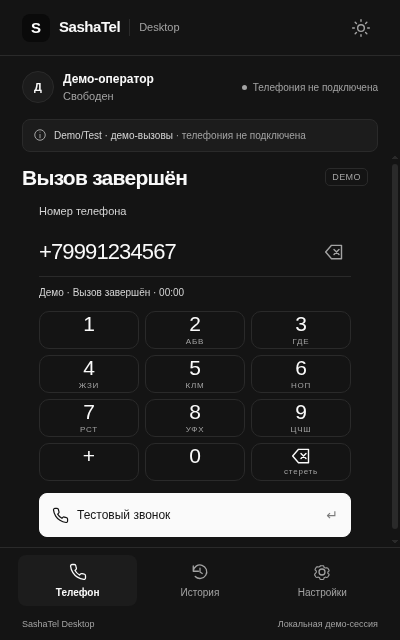 S SashaTel Desktop
Д Демо-оператор
Свободен
Телефония не подключена
Demo/Test · демо-вызовы · телефония не подключена
Вызов завершён DEMO
Номер телефона
+79991234567
Демо · Вызов завершён · 00:00
1 2 3
АБВ ГДЕ
4 5 6
ЖЗИ КЛМ НОП
7 8 9
РСТ УФХ ЦЧШ
+ 0
стереть
Тестовый звонок ↵
Телефон История Настройки
SashaTel Desktop Локальная демо-сессия